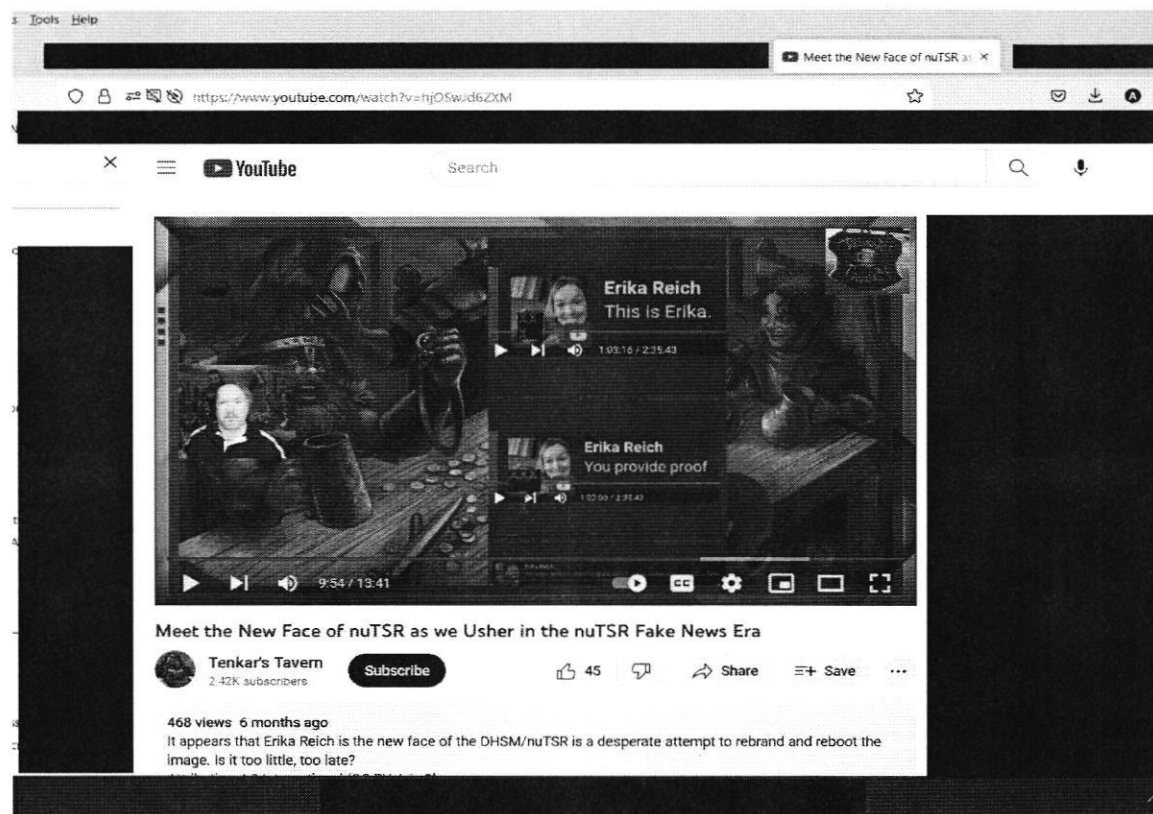 Tools Help
Meet the New Face of nuTSR as
https://www.youtube.com/watch?v=hjOSwJd6ZXM
YouTube
Search
Erika Reich
This is Erika.
1:03:16 / 2:35:43
Erika Reich
You provide proof
9:54 / 13:41
CC
Meet the New Face of nuTSR as we Usher in the nuTSR Fake News Era
Tenkar's Tavern
2.42K subscribers
Subscribe
45
Share
Save
468 views 6 months ago
It appears that Erika Reich is the new face of the DHSM/nuTSR is a desperate attempt to rebrand and reboot the
image. Is it too little, too late?